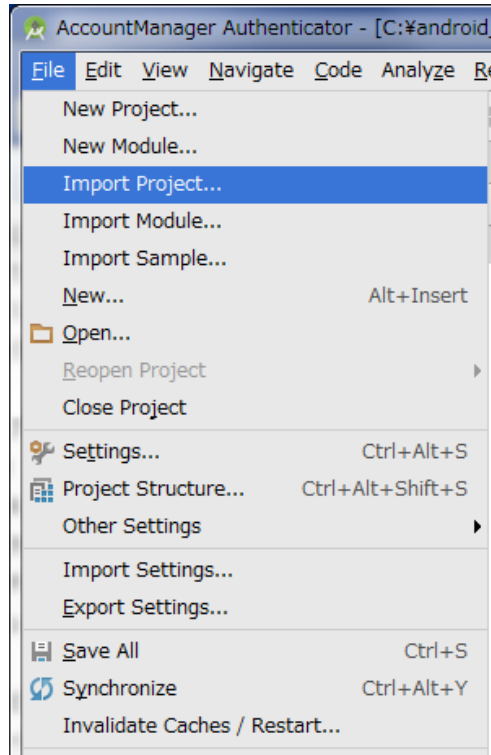 AccountManager Authenticator - [C:¥android_
File Edit View Navigate Code Analyze Re
New Project...
New Module...
Import Project...
Import Module...
Import Sample...
New... Alt+Insert
Open...
Reopen Project
Close Project
Settings... Ctrl+Alt+S
Project Structure... Ctrl+Alt+Shift+S
Other Settings
Import Settings...
Export Settings...
Save All Ctrl+S
Synchronize Ctrl+Alt+Y
Invalidate Caches / Restart...